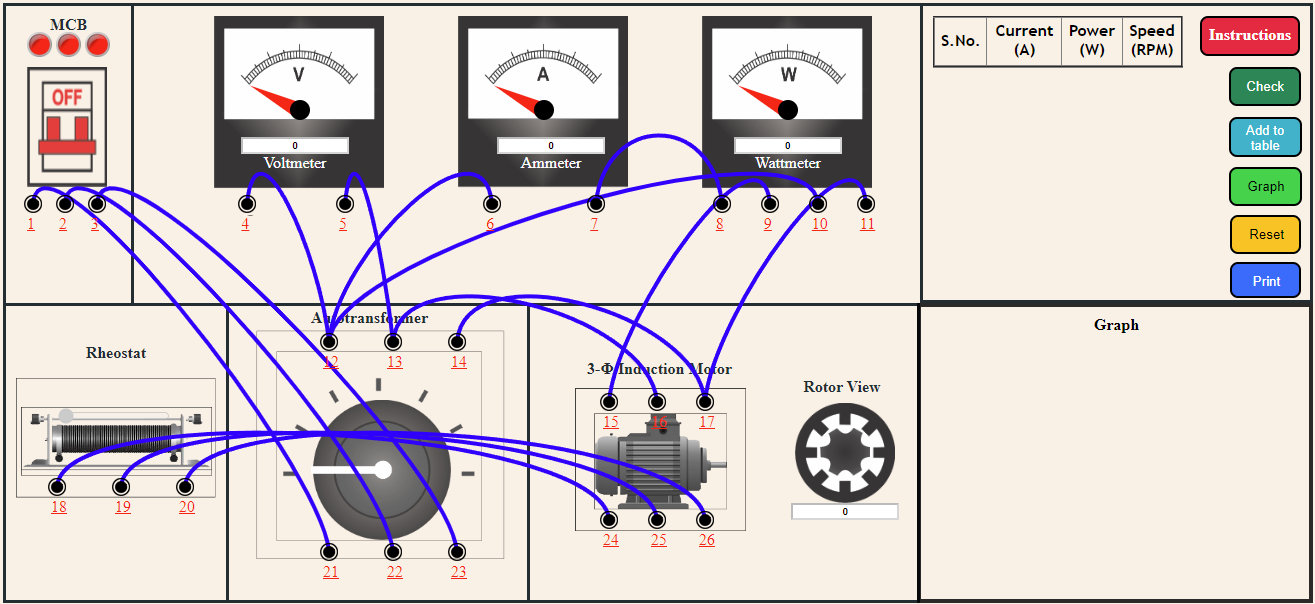 MCB
OFF
1
2
3
V
0
Voltmeter
A
0
Ammeter
W
0
Wattmeter
4
5
6
7
8
9
10
11
S.No.
Current
(A)
Power
(W)
Speed
(RPM)
Instructions
Check
Add to
table
Graph
Reset
Print
Rheostat
18
19
20
Autotransformer
12
13
14
21
22
23
3-Φ Induction Motor
15
16
17
24
25
26
Rotor View
0
Graph